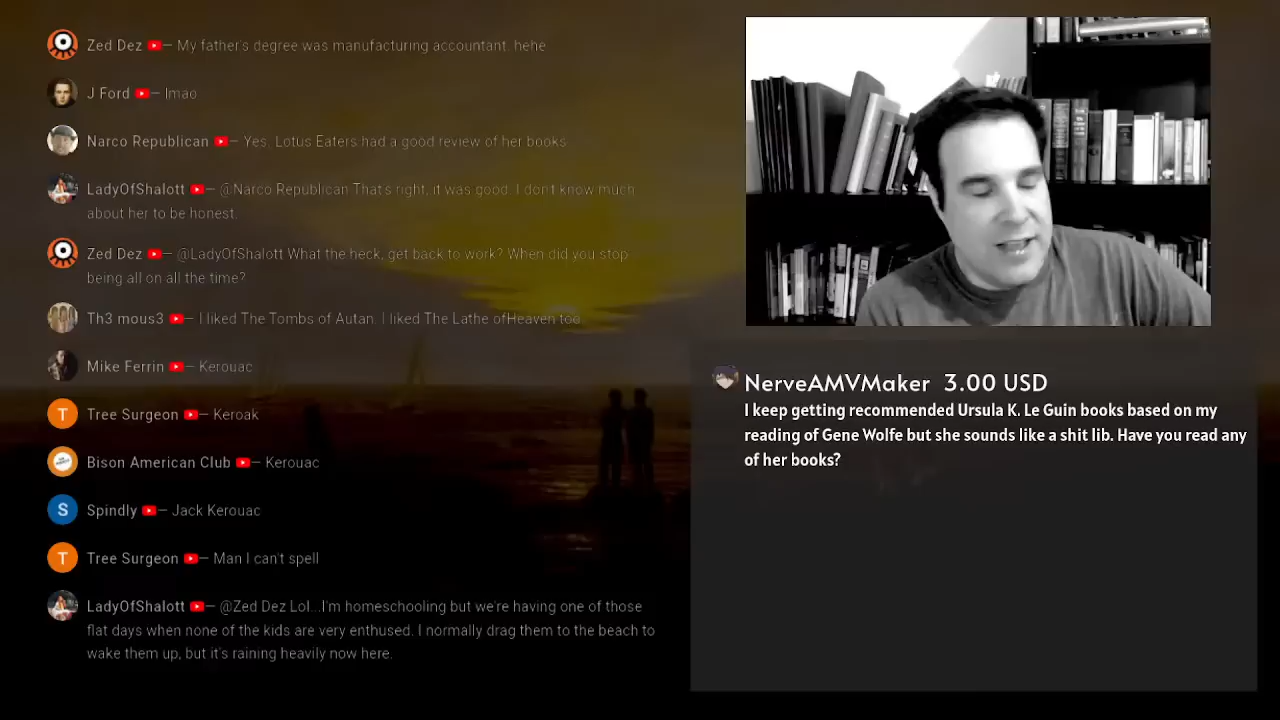 Zed Dez — My father's degree was manufacturing accountant. hehe
J Ford — lmao
Narco Republican — Yes. Lotus Eaters had a good review of her books
LadyOfShalott — @Narco Republican That's right, it was good. I don't know much
about her to be honest.
Zed Dez — @LadyOfShalott What the heck, get back to work? When did you stop
being all on all the time?
Th3 mous3 — I liked The Tombs of Autan. I liked The Lathe ofHeaven too
Mike Ferrin — Kerouac
T
Tree Surgeon — Keroak
Bison American Club — Kerouac
S
Spindly — Jack Kerouac
T
Tree Surgeon — Man I can't spell
LadyOfShalott — @Zed Dez Lol...I'm homeschooling but we're having one of those
flat days when none of the kids are very enthused. I normally drag them to the beach to
wake them up, but it's raining heavily now here.
NerveAMVMaker 3.00 USD
I keep getting recommended Ursula K. Le Guin books based on my
reading of Gene Wolfe but she sounds like a shit lib. Have you read any
of her books?